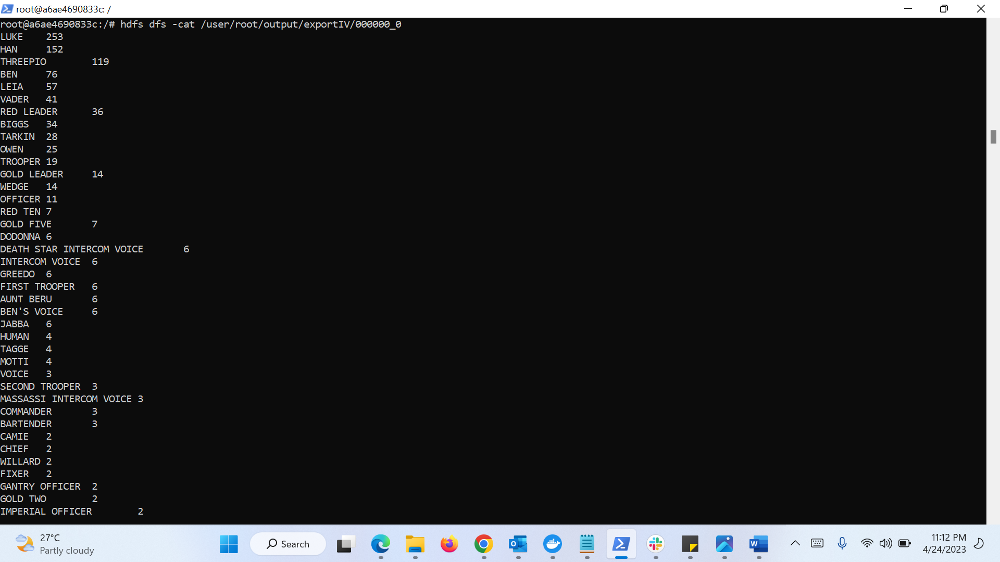 root@a6ae4690833c: /
root@a6ae4690833c:/# hdfs dfs -cat /user/root/output/exportIV/000000_0
LUKE 253
HAN 152
THREEPIO 119
BEN 76
LEIA 57
VADER 41
RED LEADER 36
BIGGS 34
TARKIN 28
OWEN 25
TROOPER 19
GOLD LEADER 14
WEDGE 14
OFFICER 11
RED TEN 7
GOLD FIVE 7
DODONNA 6
DEATH STAR INTERCOM VOICE 6
INTERCOM VOICE 6
GREEDO 6
FIRST TROOPER 6
AUNT BERU 6
BEN'S VOICE 6
JABBA 6
HUMAN 4
TAGGE 4
MOTTI 4
VOICE 3
SECOND TROOPER 3
MASSASSI INTERCOM VOICE 3
COMMANDER 3
BARTENDER 3
CAMIE 2
CHIEF 2
WILLARD 2
FIXER 2
GANTRY OFFICER 2
GOLD TWO 2
IMPERIAL OFFICER 2
27°C
Partly cloudy
Search
11:12 PM
4/24/2023